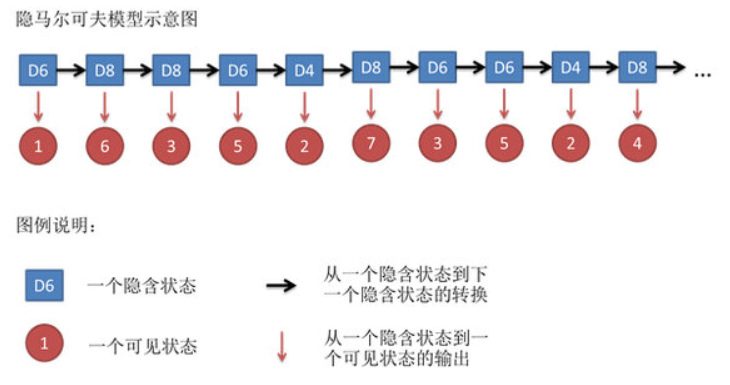 隐马尔可夫模型示意图
D6 D8 D8 D6 D4 D8 D6 D6 D4 D8 ...
1 6 3 5 2 7 3 5 2 4
图例说明：
D6 一个隐含状态 从一个隐含状态到下
一个隐含状态的转换
1 一个可见状态 从一个隐含状态到一
个可见状态的输出